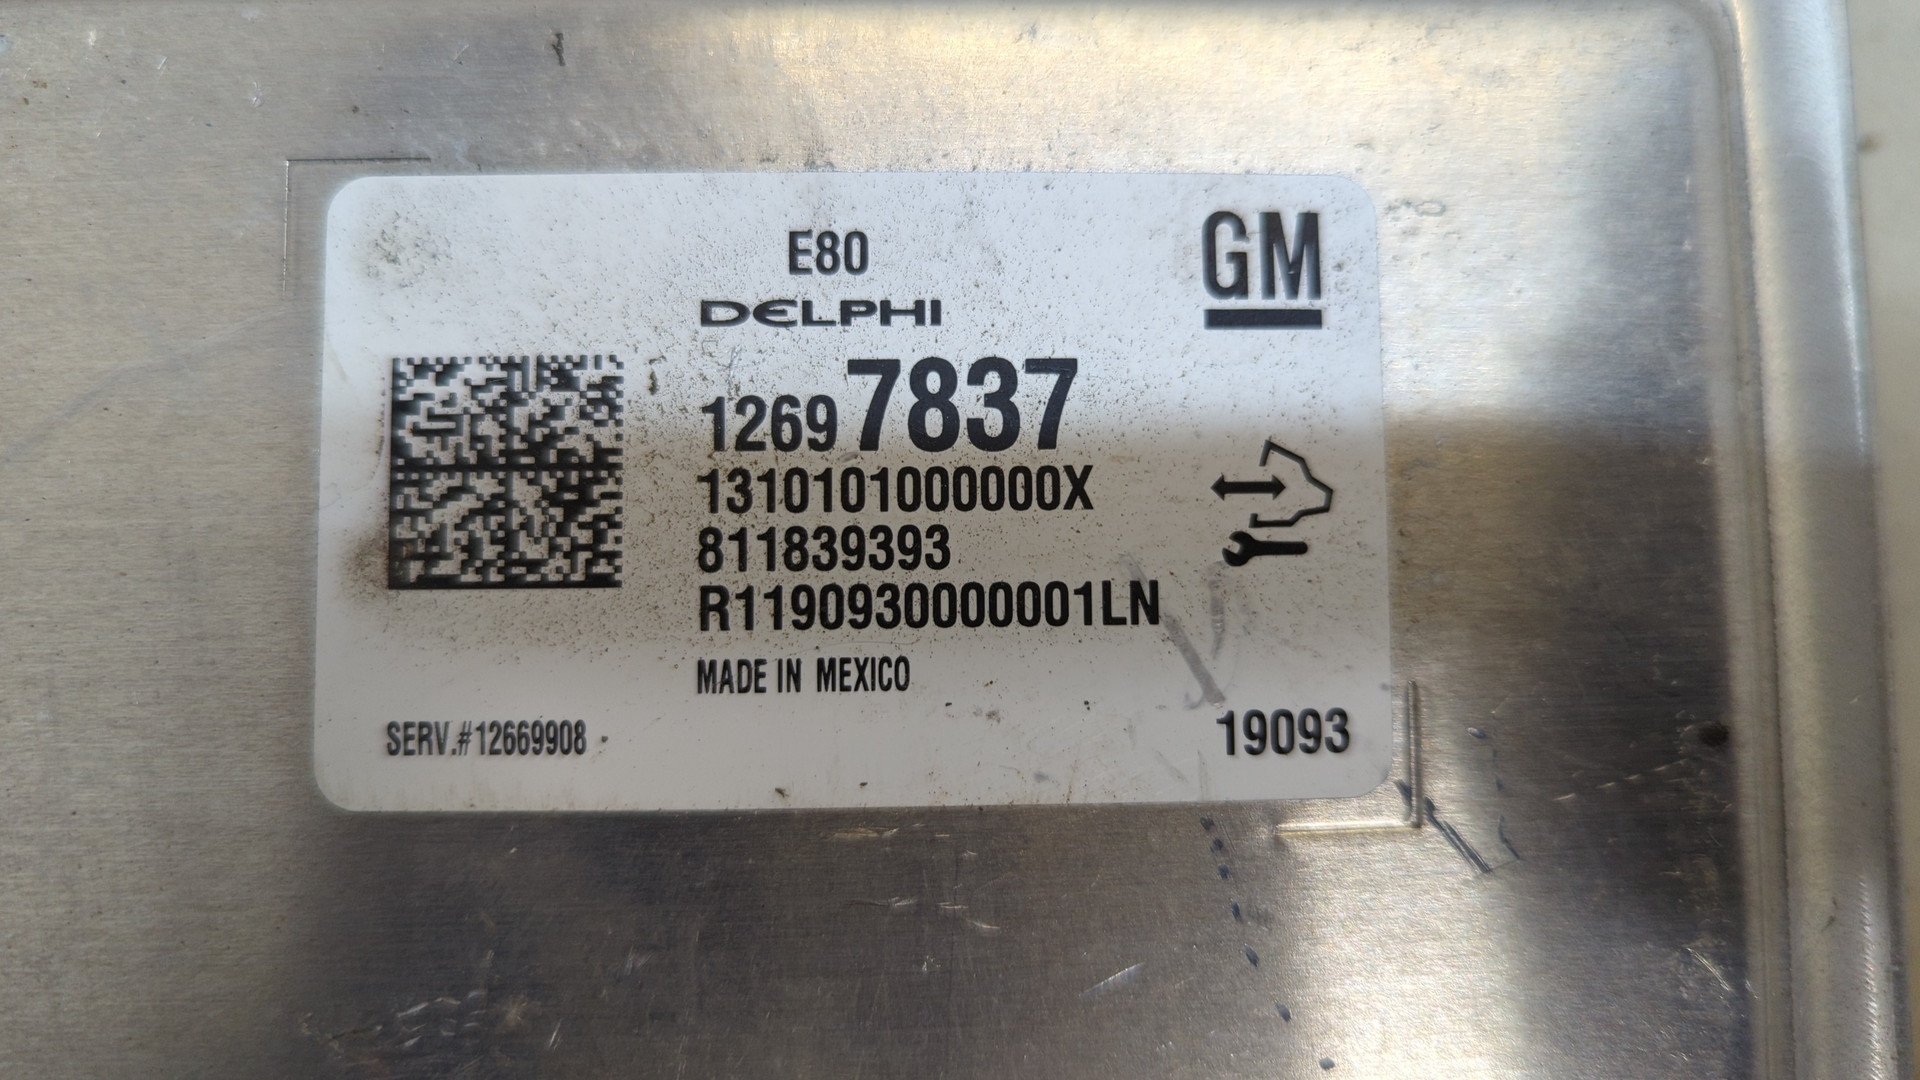 E80
GM
DELPHI
12697837
1310101000000X
811839393
R1190930000001LN
MADE IN MEXICO
SERV.#12669908
19093